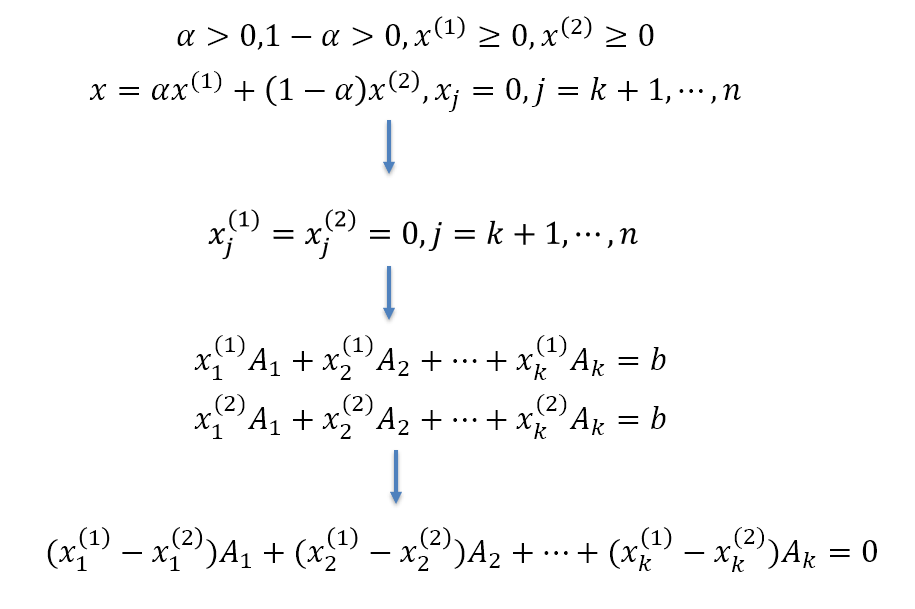 𝛼 > 0,1 − 𝛼 > 0, 𝑥⁽¹⁾ ≥ 0, 𝑥⁽²⁾ ≥ 0
𝑥 = 𝛼𝑥⁽¹⁾ + (1 − 𝛼)𝑥⁽²⁾, 𝑥_𝑗 = 0, 𝑗 = 𝑘 + 1, ⋯ , 𝑛
𝑥_𝑗^(1) = 𝑥_𝑗^(2) = 0, 𝑗 = 𝑘 + 1, ⋯ , 𝑛
𝑥_1^(1) 𝐴_1 + 𝑥_2^(1) 𝐴_2 + ⋯ + 𝑥_𝑘^(1) 𝐴_𝑘 = 𝑏
𝑥_1^(2) 𝐴_1 + 𝑥_2^(2) 𝐴_2 + ⋯ + 𝑥_𝑘^(2) 𝐴_𝑘 = 𝑏
(𝑥_1^(1) − 𝑥_1^(2))𝐴_1 + (𝑥_2^(1) − 𝑥_2^(2))𝐴_2 + ⋯ + (𝑥_𝑘^(1) − 𝑥_𝑘^(2))𝐴_𝑘 = 0